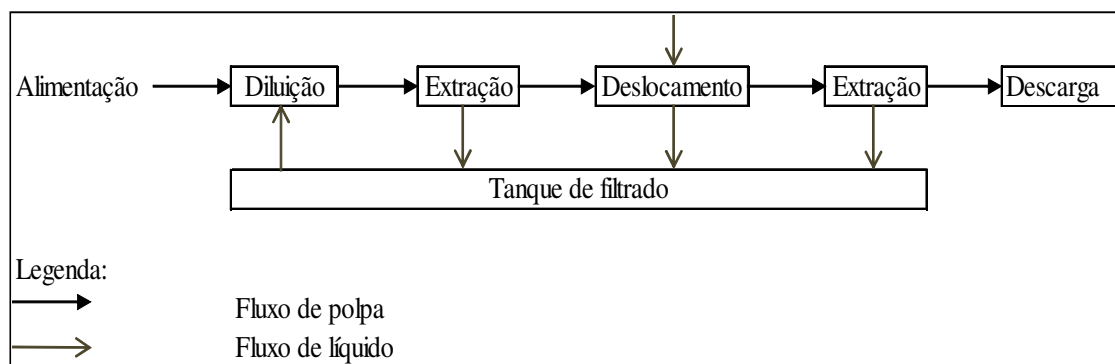 Alimentação Diluição Extração Deslocamento Extração Descarga
Tanque de filtrado
Legenda:
Fluxo de polpa
Fluxo de líquido